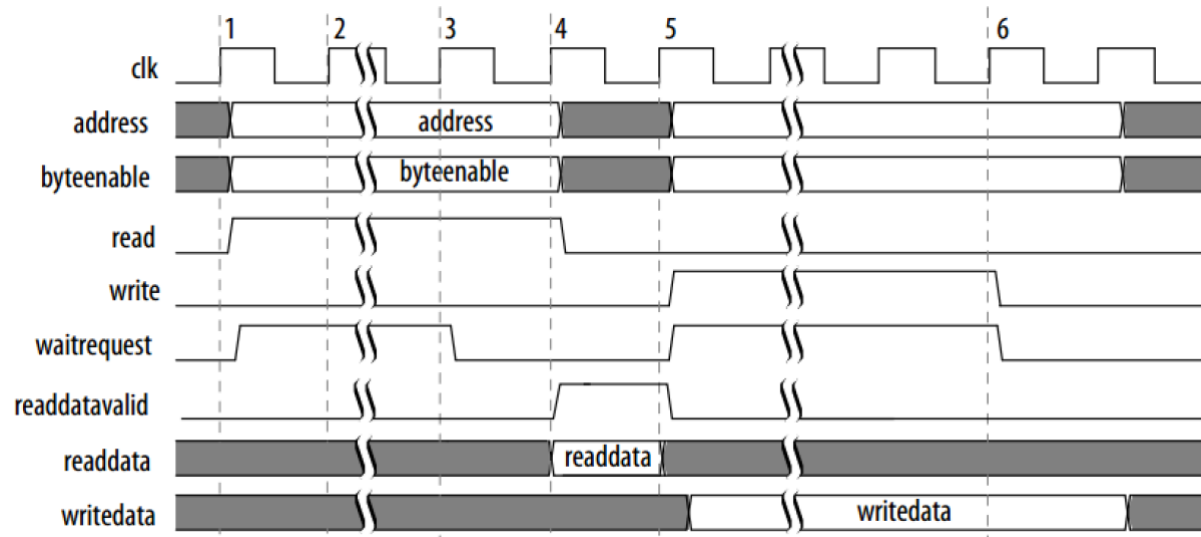 1 2 3 4 5 6
clk
address address
byteenable byteenable
read
write
waitrequest
readdatavalid
readdata readdata
writedata writedata